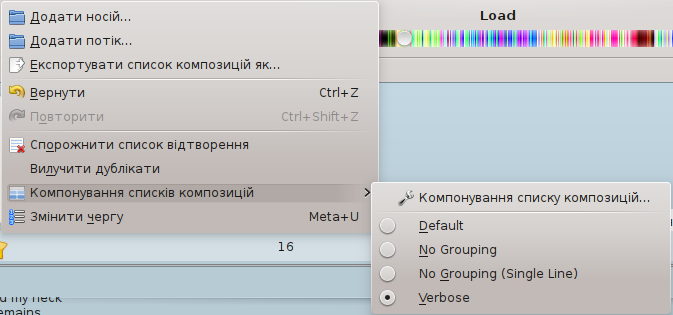 Додати носій...
Load
Додати потік...
Експортувати список композицій як...
Вернути Ctrl+Z
Повторити Ctrl+Shift+Z
Спорожнити список відтворення
Вилучити дублікати
Компонування списків композицій
Компонування списку композицій...
Змінити чергу Meta+U
Default
16
No Grouping
No Grouping (Single Line)
Verbose
my neck
emains